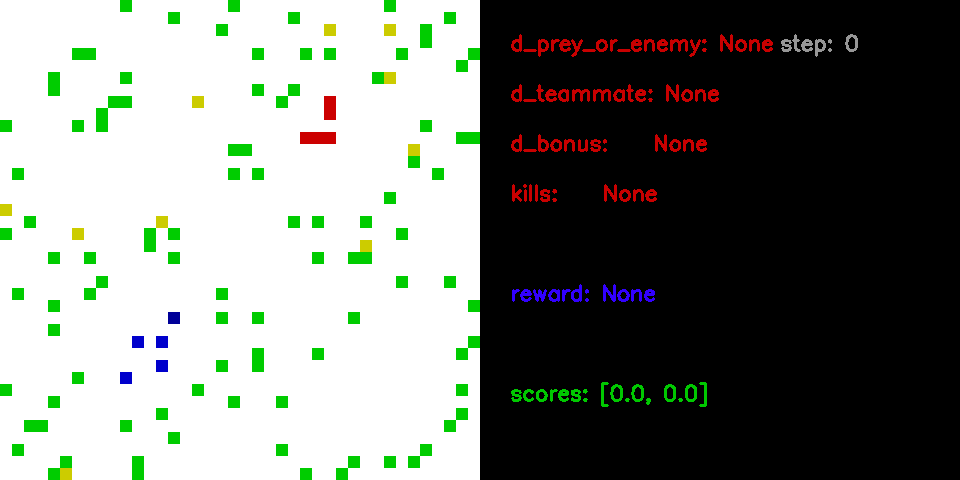 d_prey_or_enemy: None step: 0
d_teammate: None
d_bonus: None
kills: None
reward: None
scores: [0.0, 0.0]